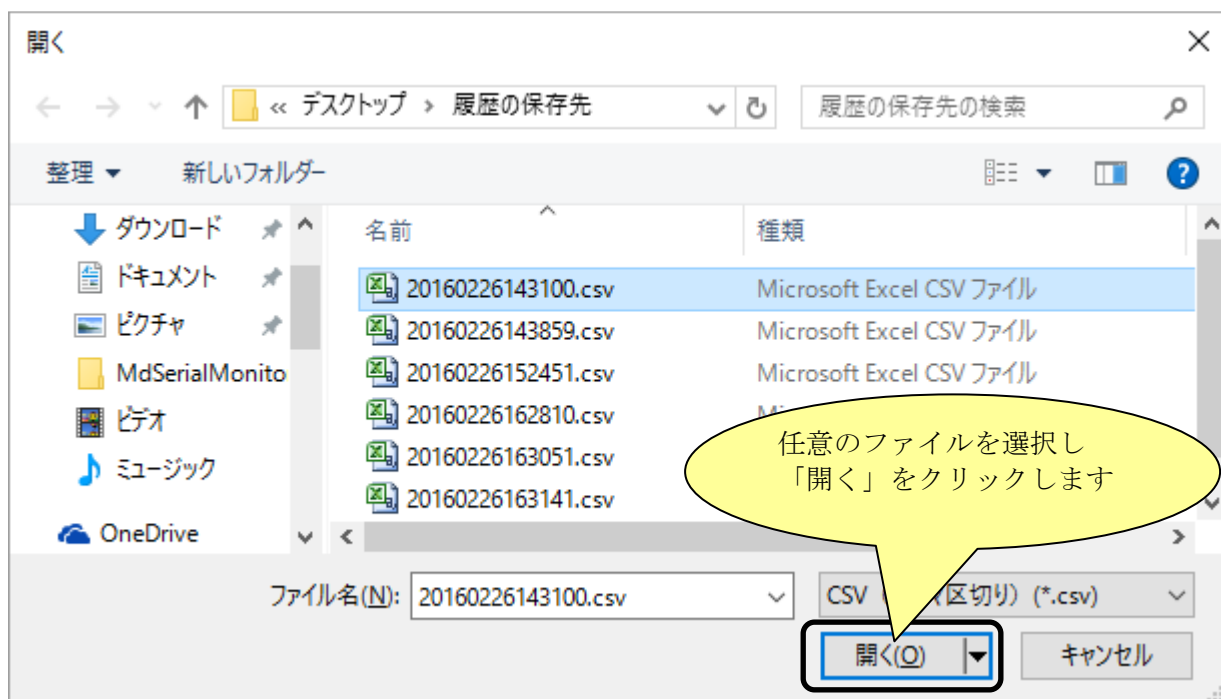 開く
« デスクトップ › 履歴の保存先
履歴の保存先の検索
整理
新しいフォルダー
ダウンロード
ドキュメント
ピクチャ
MdSerialMonito
ビデオ
ミュージック
OneDrive
名前 種類
20160226143100.csv Microsoft Excel CSV ファイル
20160226143859.csv Microsoft Excel CSV ファイル
20160226152451.csv Microsoft Excel CSV ファイル
20160226162810.csv
20160226163051.csv
20160226163141.csv
任意のファイルを選択し
「開く」をクリックします
ファイル名(N): 20160226143100.csv
CSV 区切り) (*.csv)
開く(O)
キャンセル